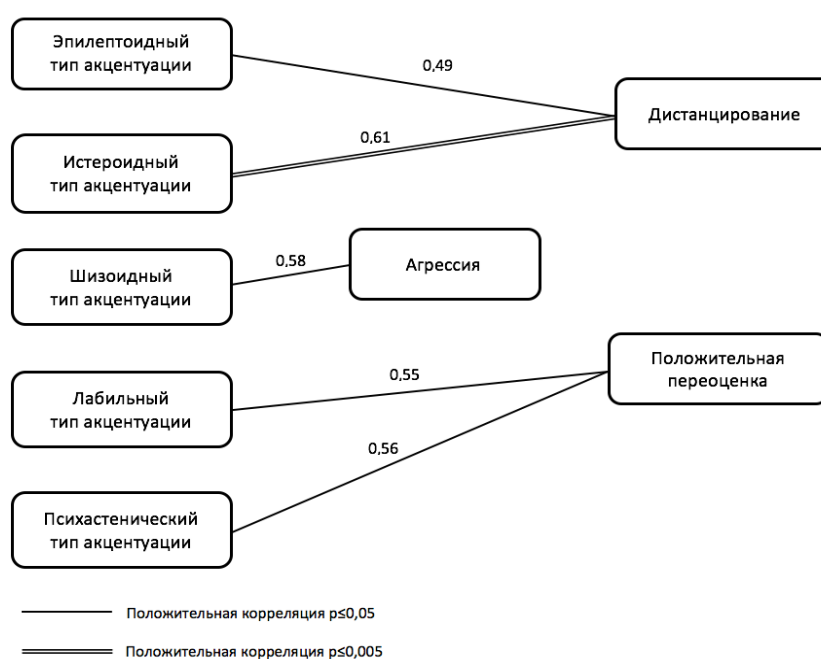 Эпилептоидный
тип акцентуации
0,49
Дистанцирование
0,61
Истероидный
тип акцентуации
Шизоидный
тип акцентуации
0,58
Агрессия
Положительная
переоценка
0,55
Лабильный
тип акцентуации
0,56
Психастенический
тип акцентуации
Положительная корреляция p≤0,05
Положительная корреляция p≤0,005